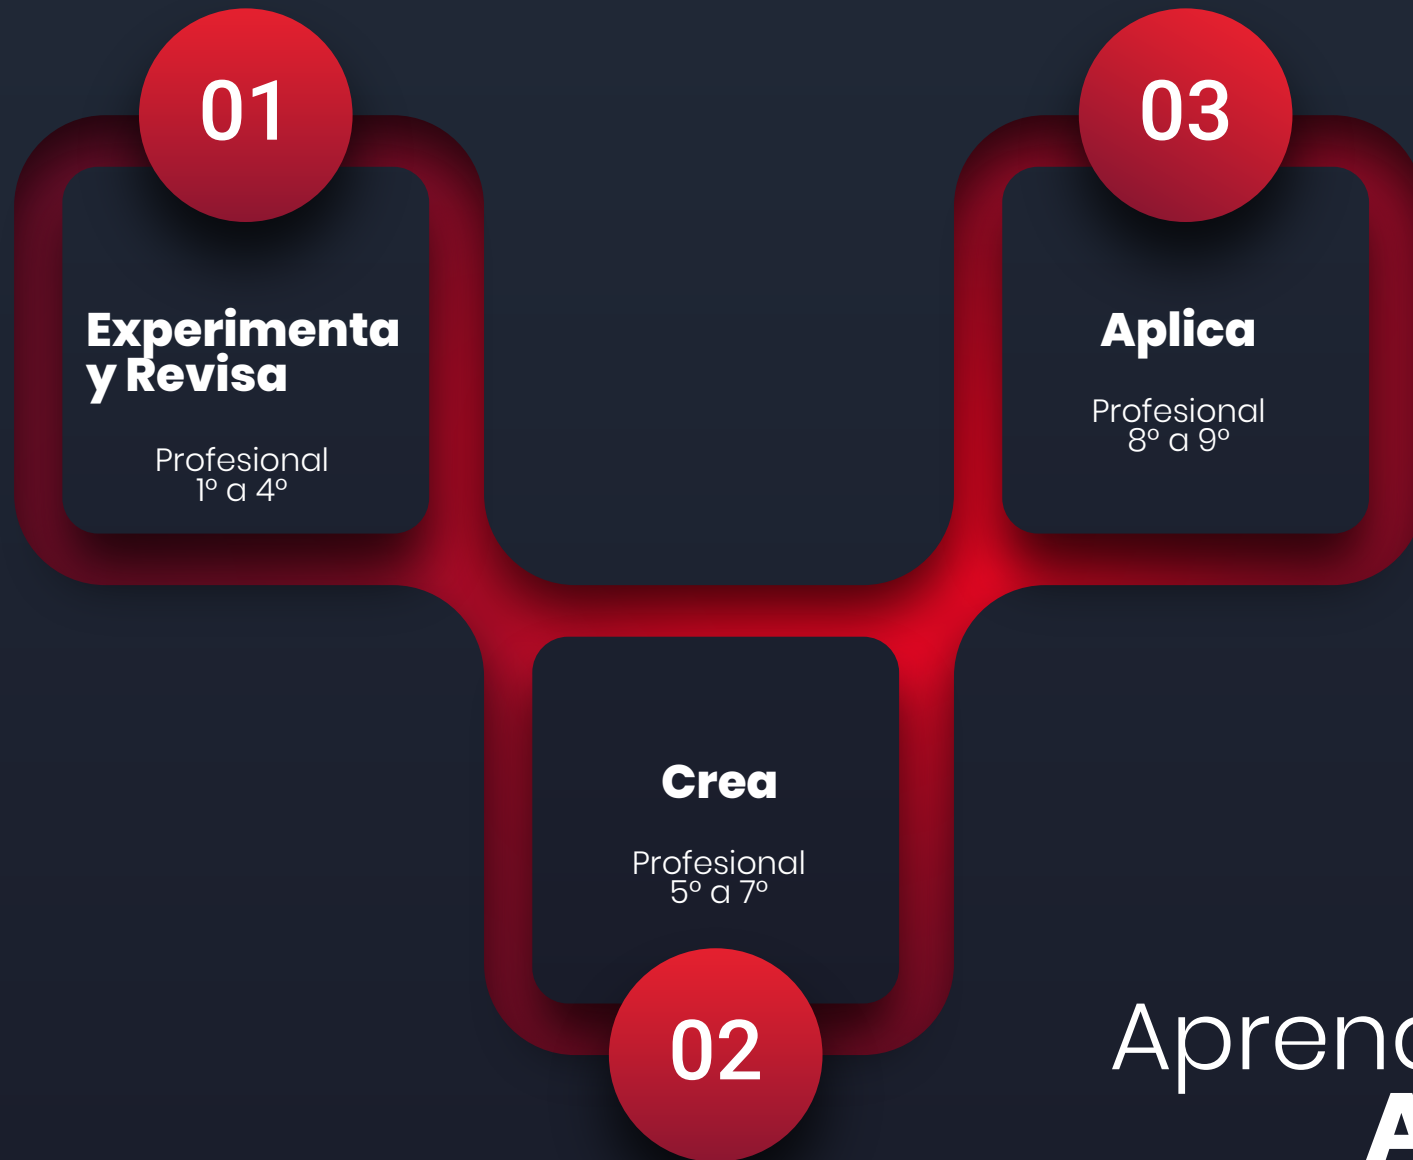 01
Experimenta
y Revisa
Profesional
1º a 4º
02
Crea
Profesional
5º a 7º
03
Aplica
Profesional
8º a 9º